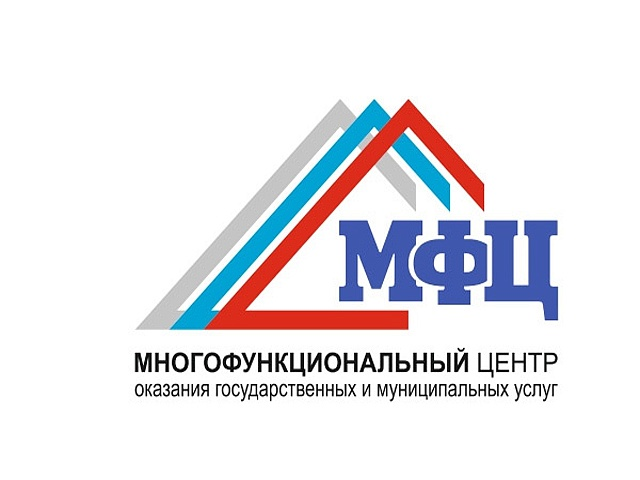 МФЦ
МНОГОФУНКЦИОНАЛЬНЫЙ ЦЕНТР
оказания государственных и муниципальных услуг